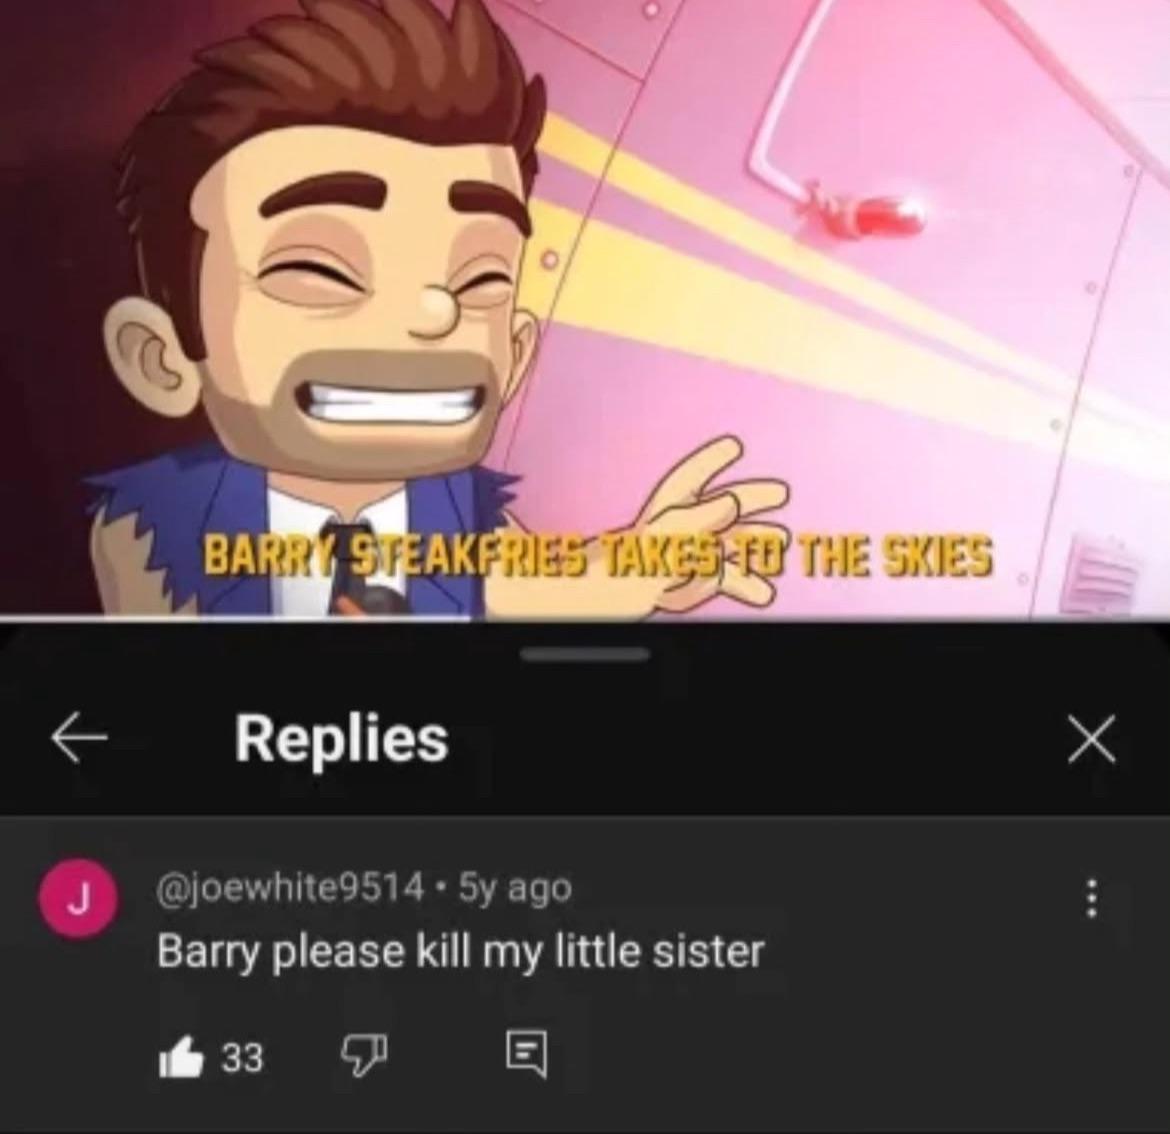 BARRY STEAKFRIES TAKES TO THE SKIES
Replies
J
@joewhite9514 • 5y ago
Barry please kill my little sister
33